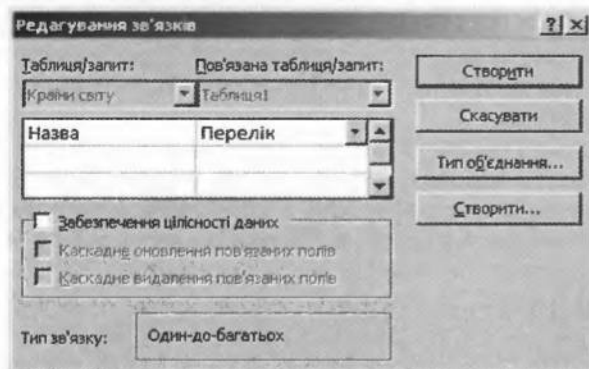 Редагування зв'язків
Таблиця/запит: Пов'язана таблиця/запит:
Країни світу Таблиця1
Назва Перелік
Забезпечення цілісності даних
Каскадне оновлення пов'язаних полів
Каскадне видалення пов'язаних полів
Тип зв'язку: Один-до-багатьох
Створити
Скасувати
Тип об'єднання...
Створити...